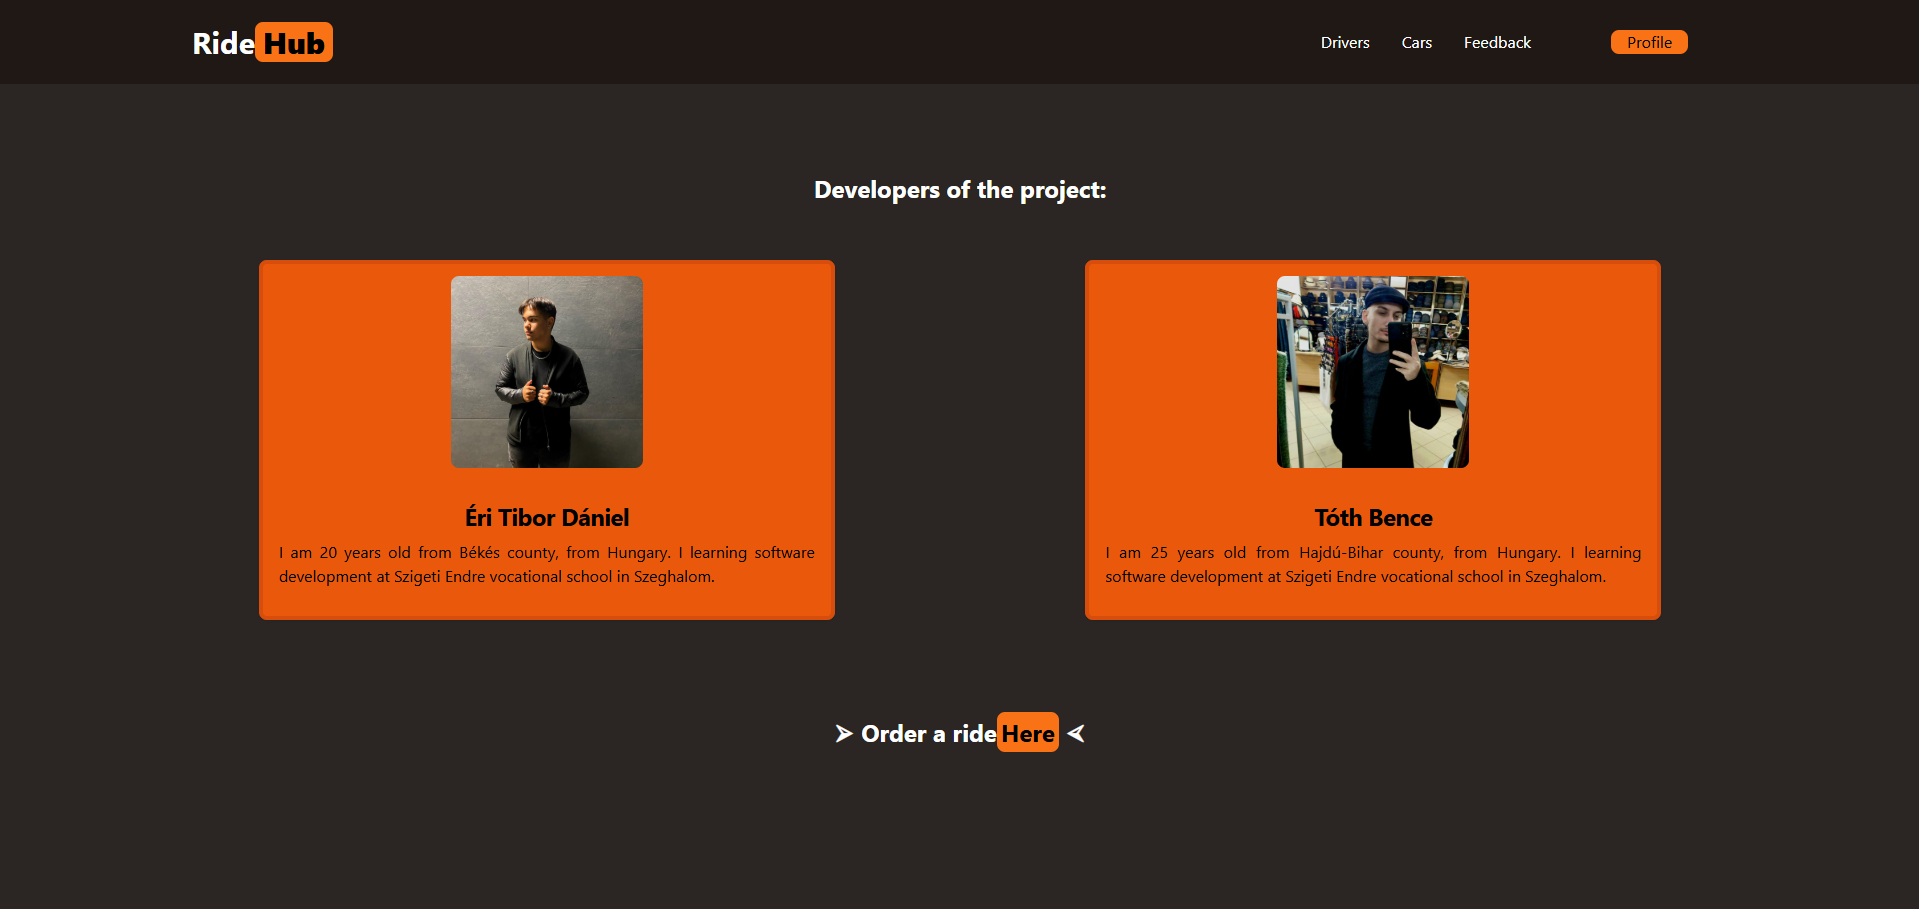 Ride Hub
Drivers Cars Feedback Profile
Developers of the project:
Éri Tibor Dániel
I am 20 years old from Békés county, from Hungary. I learning software
development at Szigeti Endre vocational school in Szeghalom.
Tóth Bence
I am 25 years old from Hajdú-Bihar county, from Hungary. I learning
software development at Szigeti Endre vocational school in Szeghalom.
⮞ Order a ride Here ⮜